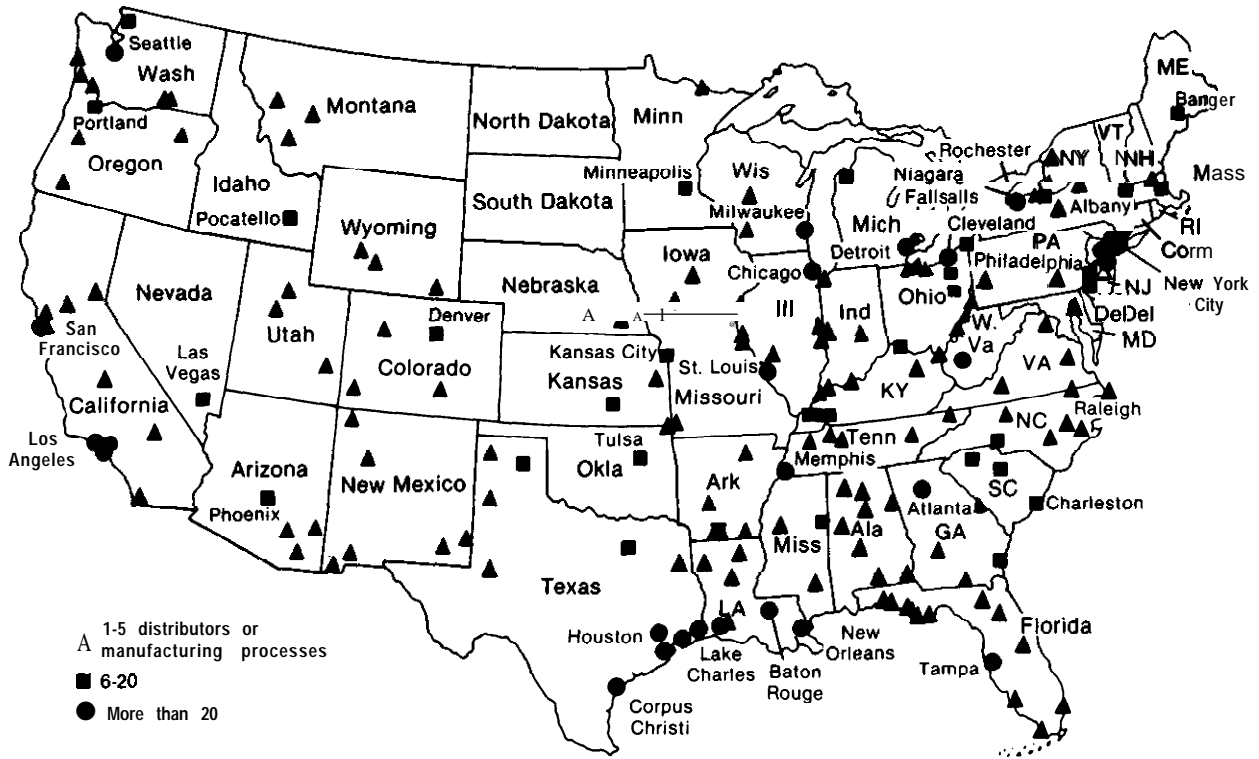 Seattle
Wash
Portland
Oregon
Montana
Idaho
Pocatello
Wyoming
North Dakota
South Dakota
Nebraska
Minn
Minneapolis
Wis
Milwaukee
Iowa
Chicago
Mich
Detroit
Rochester
Niagara
Fallsalls
Cleveland
NY
Albany
VT
NNH
ME
Banger
Mass
RI
Corm
New York
City
PA
Philadelphia
NJ
DeDel
MD
Ohio
Ind
Ill
W.
Va
VA
KY
Nevada
Utah
San
Francisco
Las
Vegas
California
Los
Angeles
Denver
Colorado
A
A
1
Kansas City
Kansas
St. Louis
Missouri
Arizona
Phoenix
New Mexico
Tulsa
Okla
Ark
Tenn
Memphis
NC
Raleigh
SC
Charleston
Atlanta
GA
Ala
Miss
Texas
LA
Houston
Lake
Charles
Baton
Rouge
New
Orleans
Florida
Tampa
Corpus
Christi
A 1-5 distributors or
manufacturing processes
6-20
More than 20